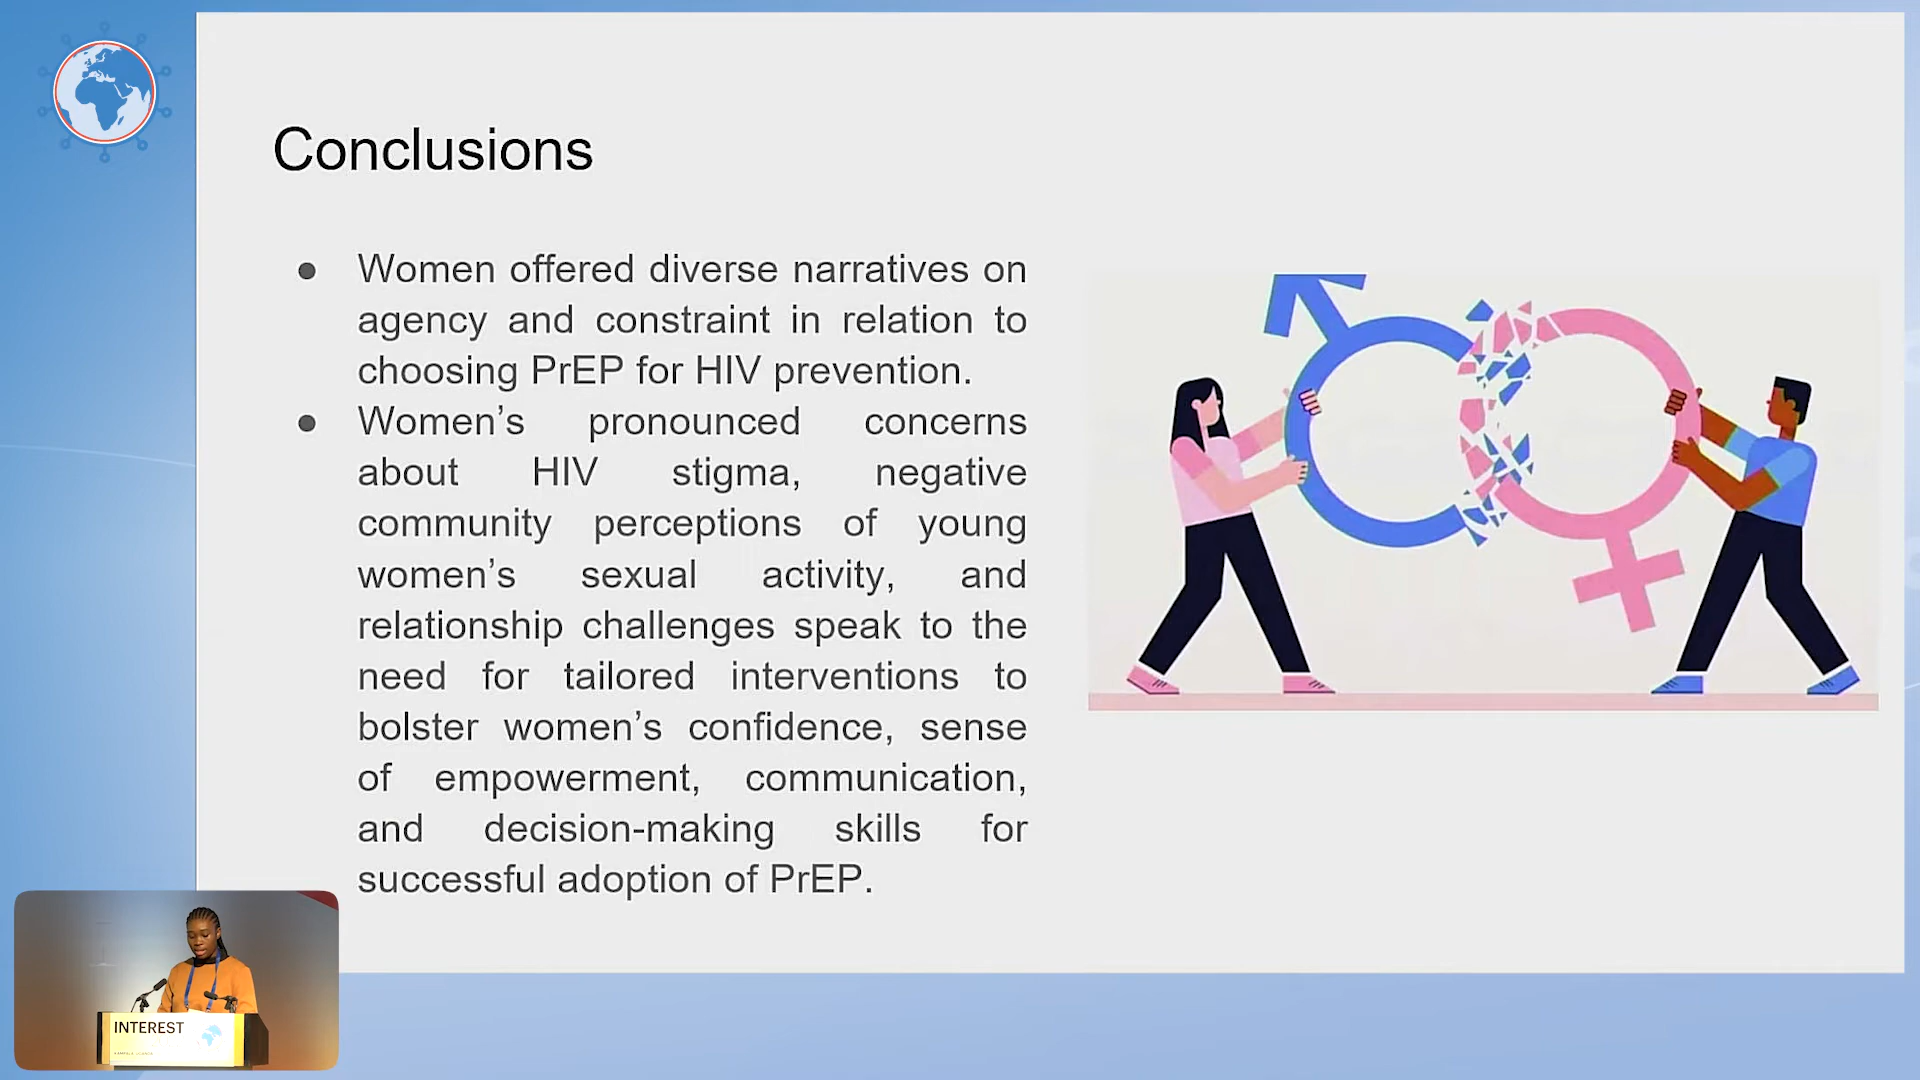 Conclusions
● Women offered diverse narratives on
agency and constraint in relation to
choosing PrEP for HIV prevention.
● Women’s pronounced concerns
about HIV stigma, negative
community perceptions of young
women’s sexual activity, and
relationship challenges speak to the
need for tailored interventions to
bolster women’s confidence, sense
of empowerment, communication,
and decision-making skills for
successful adoption of PrEP.
INTEREST